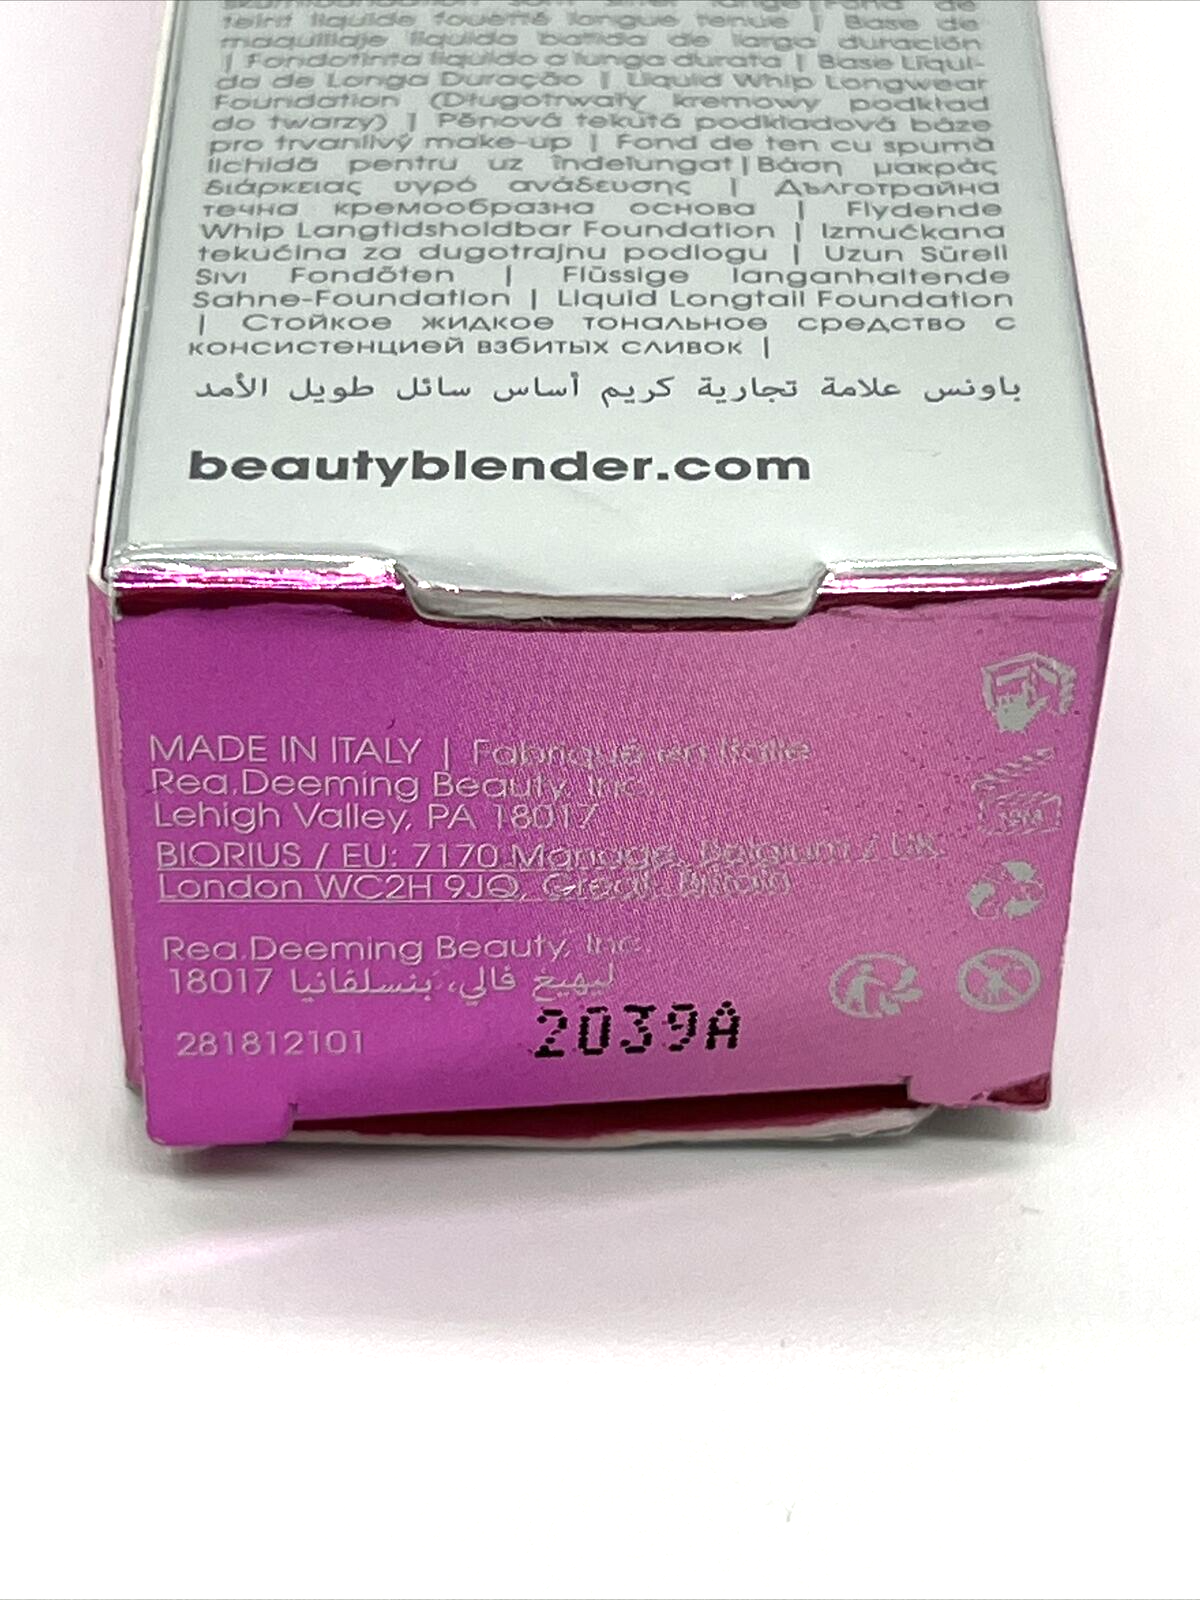 teint liquide fouetté longue tenue | Base de
maquillaje líquida batida de larga duración
| Fondotinta liquido a lunga durata | Base Líqui-
da de Longa Duração | Liquid Whip Longwear
Foundation (Długotrwały kremowy podkład
do twarzy) | Pěnová tekutá podkladová báze
pro trvanlivý make-up | Fond de ten cu spumă
lichidă pentru uz îndelungat | Βάση μακράς
διάρκειας υγρό ανάδευσης | Дълготрайна
течна кремообразна основа | Flydende
Whip Langtidsholdbar Foundation | Izmućkana
tekućina za dugotrajnu podlogu | Uzun Süreli
Sıvı Fondöten | Flüssige langanhaltende
Sahne-Foundation | Liquid Longtail Foundation
| Стойкое жидкое тональное средство с
консистенцией взбитых сливок |
باونس علامة تجارية كريم أساس سائل طويل الأمد
beautyblender.com
MADE IN ITALY | Fabriqué en Italie
Rea.Deeming Beauty, Inc.
Lehigh Valley, PA 18017
BIORIUS / EU: 7170 Manage, Belgium / UK:
London WC2H 9JQ, Great Britain
Rea.Deeming Beauty, Inc.
ليهيغ فالي، بنسلفانيا 18017
281812101 2039A